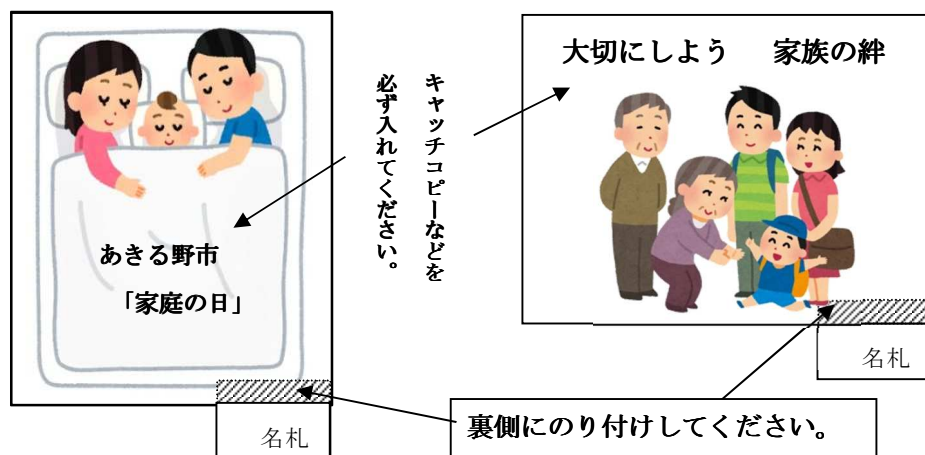 あきる野市
「家庭の日」
名札
キャッチコピーなどを
必ず入れてください。
大切にしよう　家族の絆
名札
裏側にのり付けしてください。